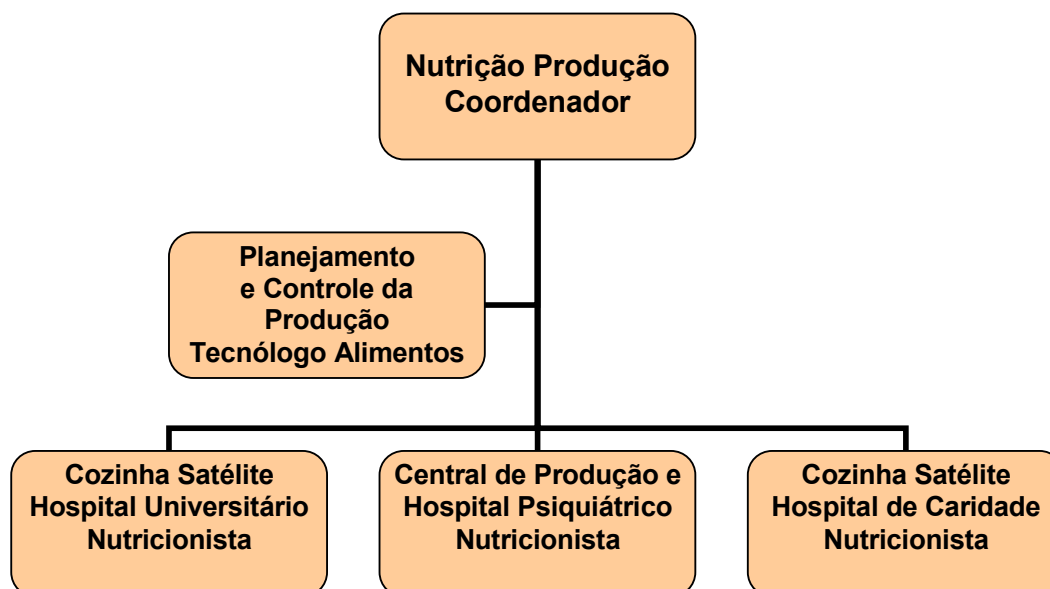 Nutrição Produção
Coordenador
Planejamento
e Controle da
Produção
Tecnólogo Alimentos
Cozinha Satélite
Hospital Universitário
Nutricionista
Central de Produção e
Hospital Psiquiátrico
Nutricionista
Cozinha Satélite
Hospital de Caridade
Nutricionista